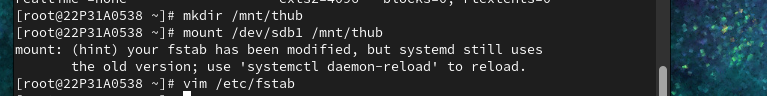 [root@22P31A0538 ~]# mkdir /mnt/thub
[root@22P31A0538 ~]# mount /dev/sdb1 /mnt/thub
mount: (hint) your fstab has been modified, but systemd still uses
       the old version; use 'systemctl daemon-reload' to reload.
[root@22P31A0538 ~]# vim /etc/fstab